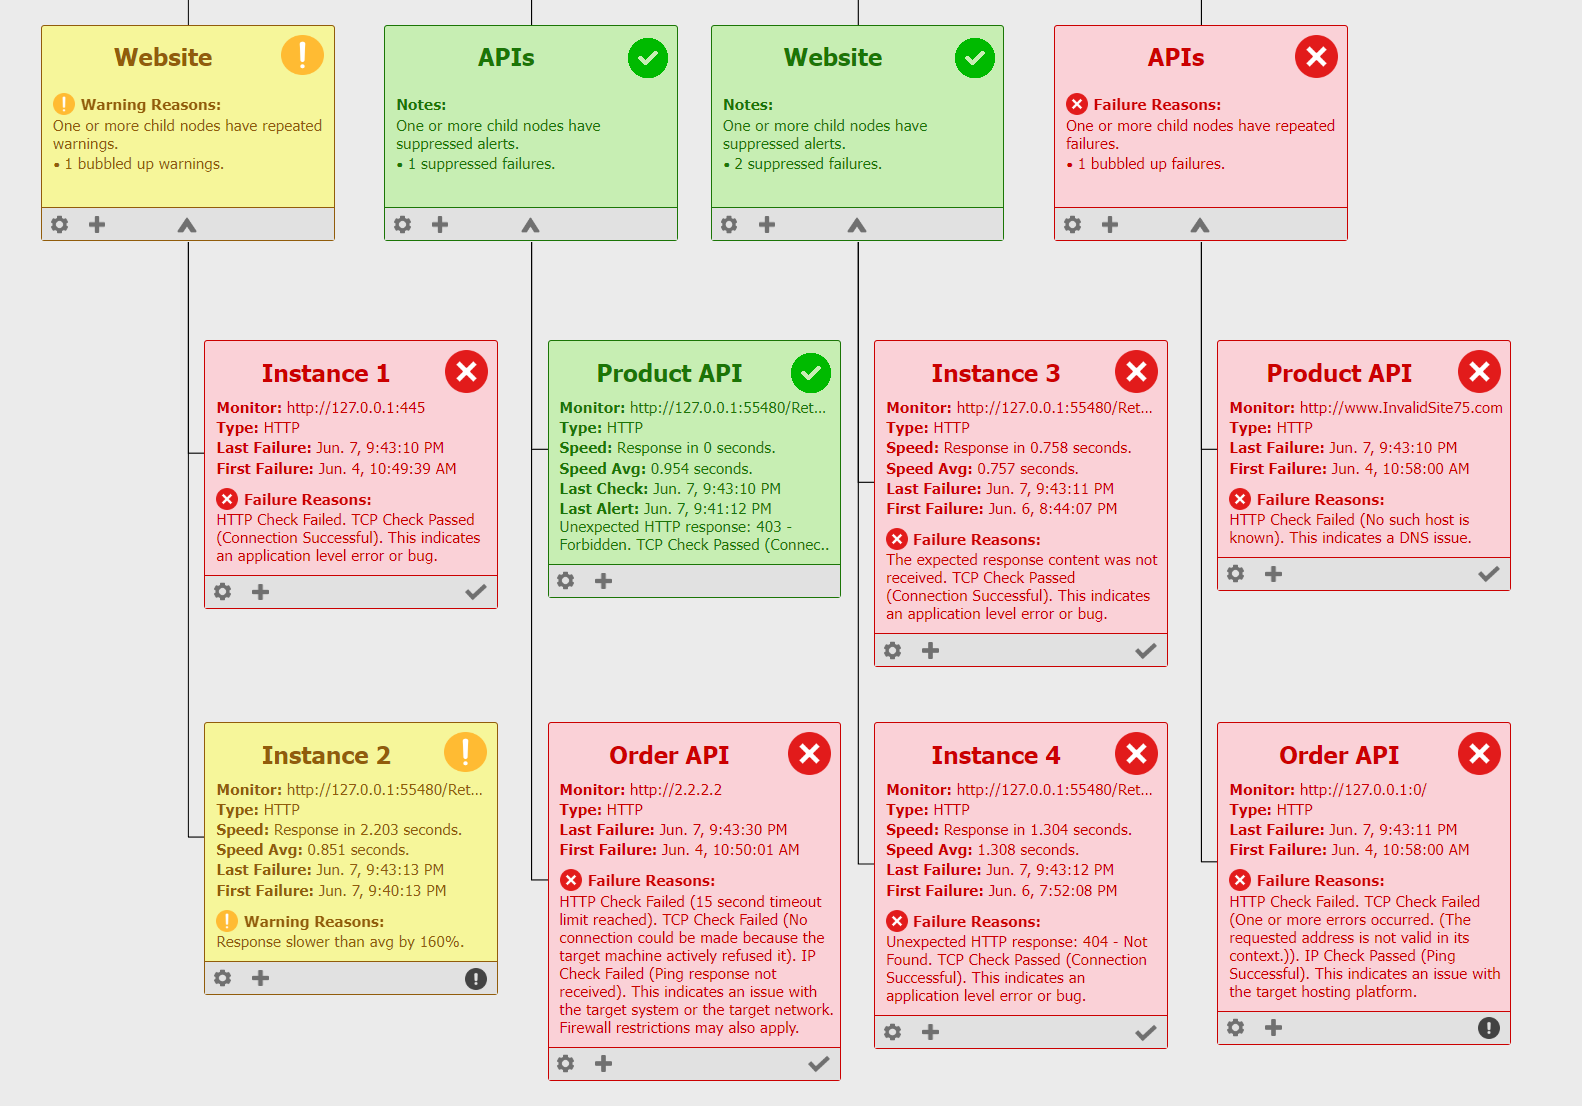 Website
Warning Reasons:
One or more child nodes have repeated
warnings.
• 1 bubbled up warnings.
APIs
Notes:
One or more child nodes have
suppressed alerts.
• 1 suppressed failures.
Website
Notes:
One or more child nodes have
suppressed alerts.
• 2 suppressed failures.
APIs
Failure Reasons:
One or more child nodes have repeated
failures.
• 1 bubbled up failures.
Instance 1
Monitor: http://127.0.0.1:445
Type: HTTP
Last Failure: Jun. 7, 9:43:10 PM
First Failure: Jun. 4, 10:49:39 AM
Failure Reasons:
HTTP Check Failed. TCP Check Passed
(Connection Successful). This indicates
an application level error or bug.
Product API
Monitor: http://127.0.0.1:55480/Ret...
Type: HTTP
Speed: Response in 0 seconds.
Speed Avg: 0.954 seconds.
Last Check: Jun. 7, 9:43:10 PM
Last Alert: Jun. 7, 9:41:12 PM
Unexpected HTTP response: 403 -
Forbidden. TCP Check Passed (Connec..
Instance 3
Monitor: http://127.0.0.1:55480/Ret...
Type: HTTP
Speed: Response in 0.758 seconds.
Speed Avg: 0.757 seconds.
Last Failure: Jun. 7, 9:43:11 PM
First Failure: Jun. 6, 8:44:07 PM
Failure Reasons:
The expected response content was not
received. TCP Check Passed
(Connection Successful). This indicates
an application level error or bug.
Product API
Monitor: http://www.InvalidSite75.com
Type: HTTP
Last Failure: Jun. 7, 9:43:10 PM
First Failure: Jun. 4, 10:58:00 AM
Failure Reasons:
HTTP Check Failed (No such host is
known). This indicates a DNS issue.
Instance 2
Monitor: http://127.0.0.1:55480/Ret...
Type: HTTP
Speed: Response in 2.203 seconds.
Speed Avg: 0.851 seconds.
Last Failure: Jun. 7, 9:43:13 PM
First Failure: Jun. 7, 9:40:13 PM
Warning Reasons:
Response slower than avg by 160%.
Order API
Monitor: http://2.2.2.2
Type: HTTP
Last Failure: Jun. 7, 9:43:30 PM
First Failure: Jun. 4, 10:50:01 AM
Failure Reasons:
HTTP Check Failed (15 second timeout
limit reached). TCP Check Failed (No
connection could be made because the
target machine actively refused it). IP
Check Failed (Ping response not
received). This indicates an issue with
the target system or the target network.
Firewall restrictions may also apply.
Instance 4
Monitor: http://127.0.0.1:55480/Ret...
Type: HTTP
Speed: Response in 1.304 seconds.
Speed Avg: 1.308 seconds.
Last Failure: Jun. 7, 9:43:12 PM
First Failure: Jun. 6, 7:52:08 PM
Failure Reasons:
Unexpected HTTP response: 404 - Not
Found. TCP Check Passed (Connection
Successful). This indicates an
application level error or bug.
Order API
Monitor: http://127.0.0.1:0/
Type: HTTP
Last Failure: Jun. 7, 9:43:11 PM
First Failure: Jun. 4, 10:58:00 AM
Failure Reasons:
HTTP Check Failed. TCP Check Failed
(One or more errors occurred. (The
requested address is not valid in its
context.)). IP Check Passed (Ping
Successful). This indicates an issue with
the target hosting platform.